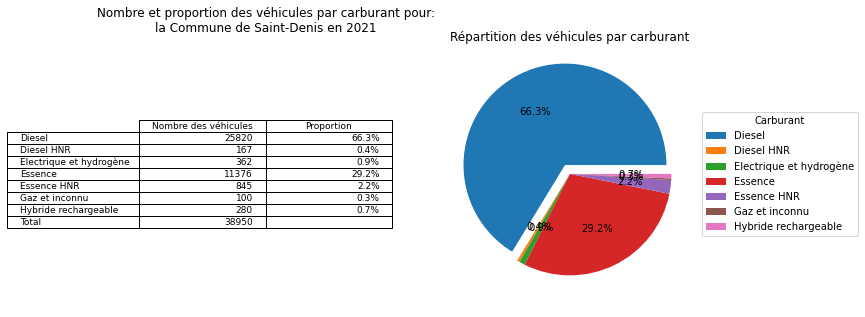 Nombre et proportion des véhicules par carburant pour:
la Commune de Saint-Denis en 2021
Nombre des véhicules Proportion
Diesel 25820 66.3%
Diesel HNR 167 0.4%
Electrique et hydrogène 362 0.9%
Essence 11376 29.2%
Essence HNR 845 2.2%
Gaz et inconnu 100 0.3%
Hybride rechargeable 280 0.7%
Total 38950
Répartition des véhicules par carburant
66.3%
0.4%
0.9%
29.2%
2.2%
0.7%
Carburant
Diesel
Diesel HNR
Electrique et hydrogène
Essence
Essence HNR
Gaz et inconnu
Hybride rechargeable